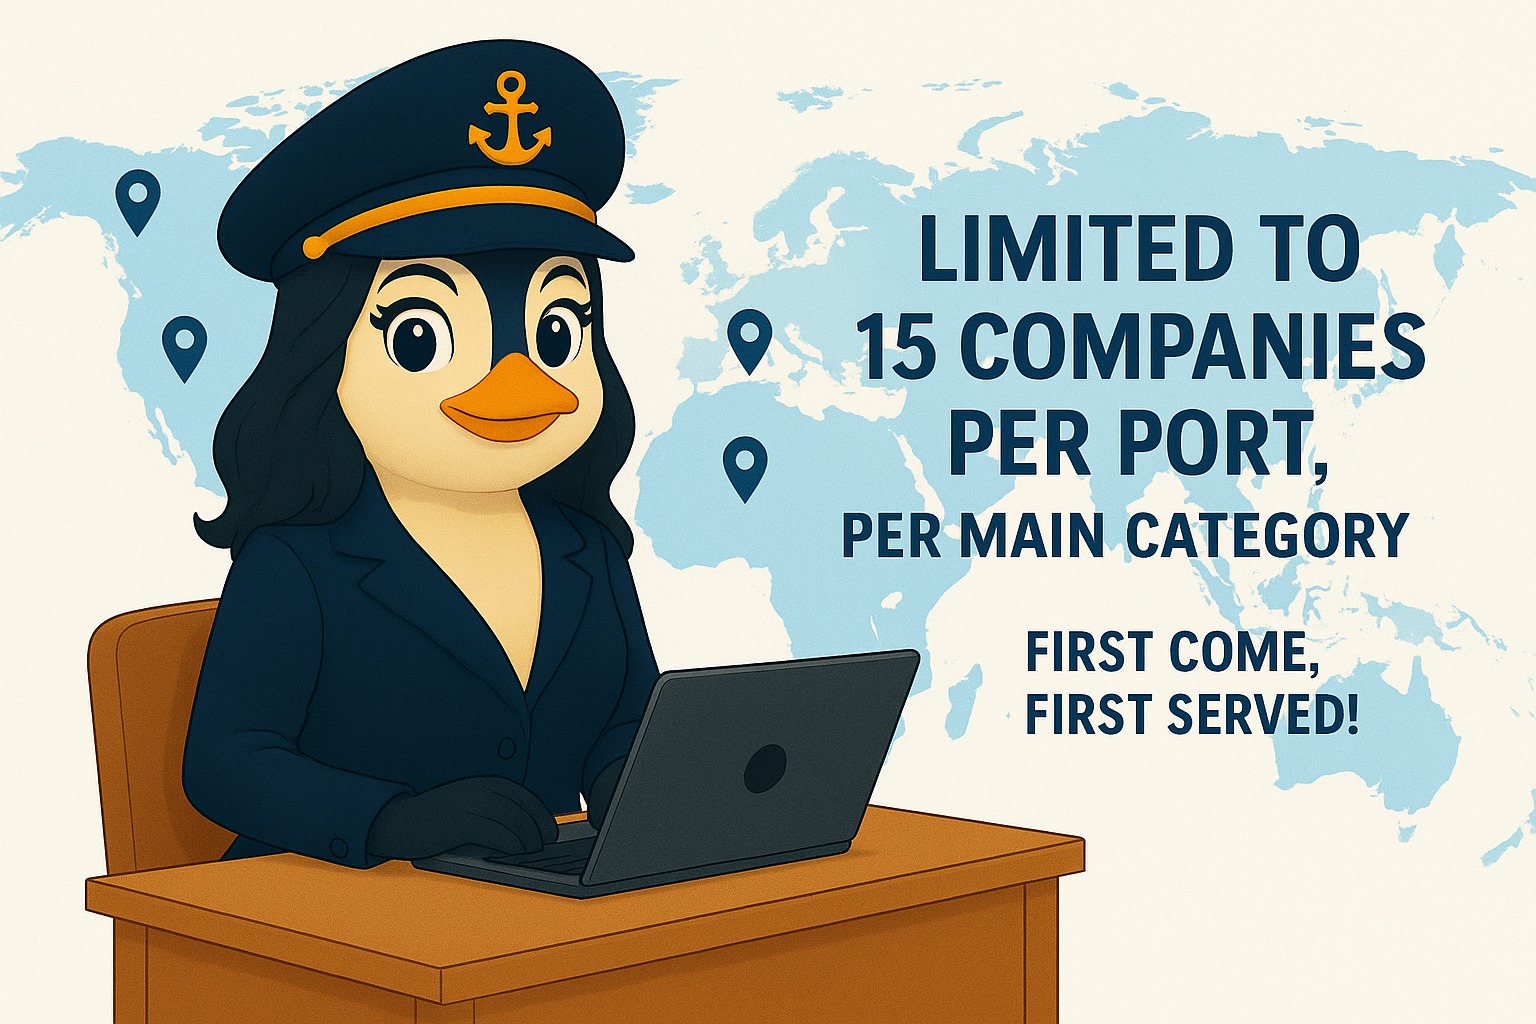 LIMITED TO
15 COMPANIES
PER PORT,
PER MAIN CATEGORY
FIRST COME,
FIRST SERVED!